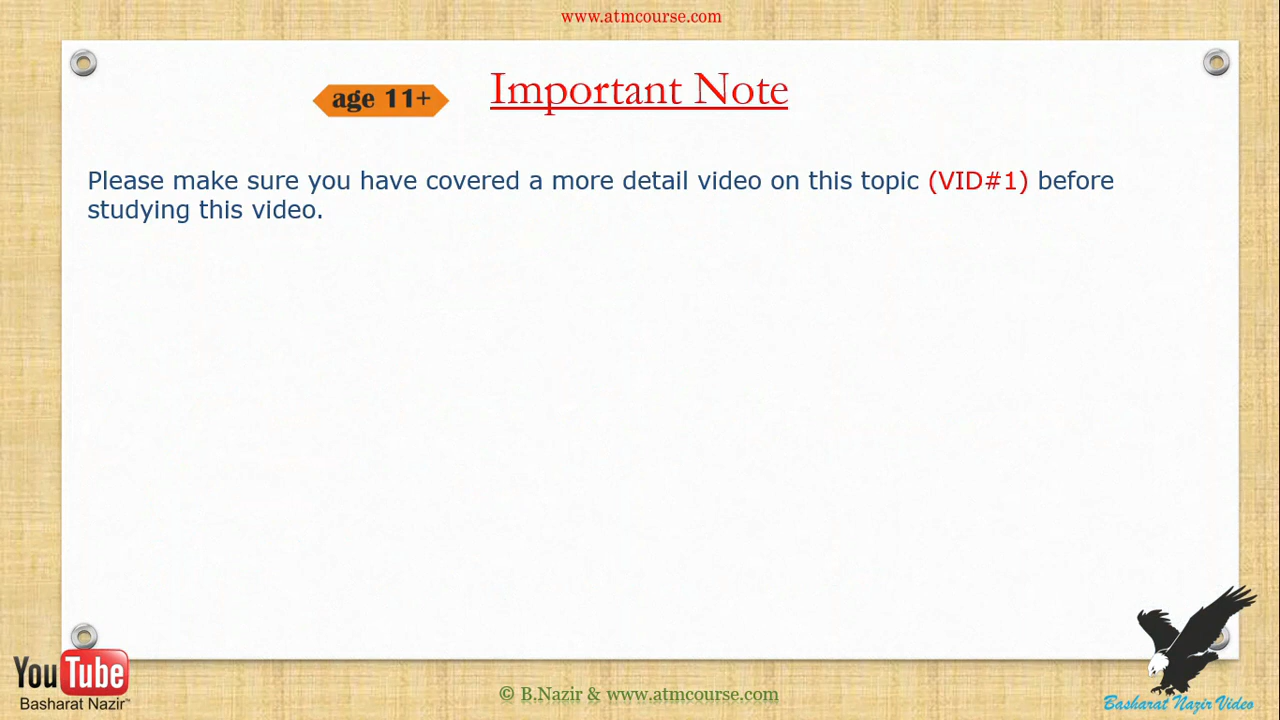 www.atmcourse.com
age 11+
Important Note
Please make sure you have covered a more detail video on this topic (VID#1) before
studying this video.
YouTube
Basharat Nazir™
© B.Nazir & www.atmcourse.com
Basharat Nazir Video